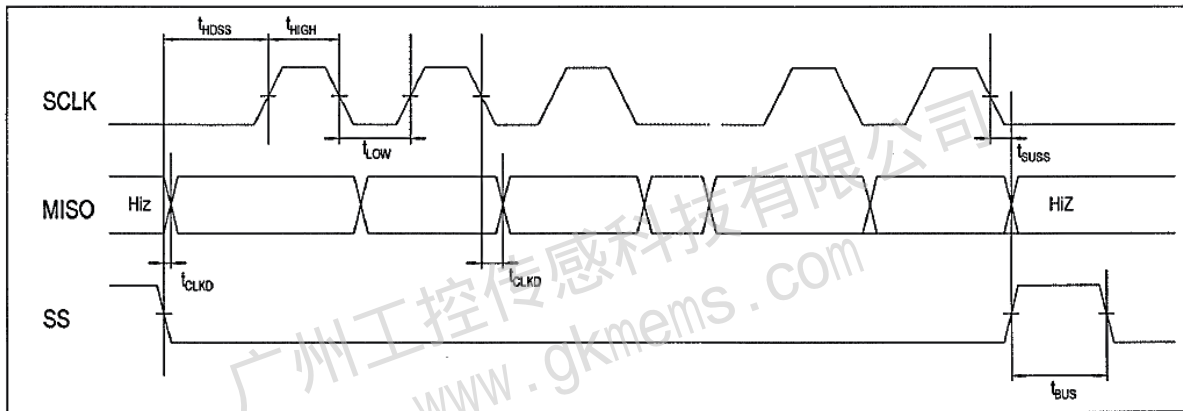 tHDSS tHIGH
SCLK
tLOW
tSUSS
MISO Hiz HiZ
tCLKD tCLKD
SS
tBUS
广州工控传感科技有限公司
www.gkmems.com